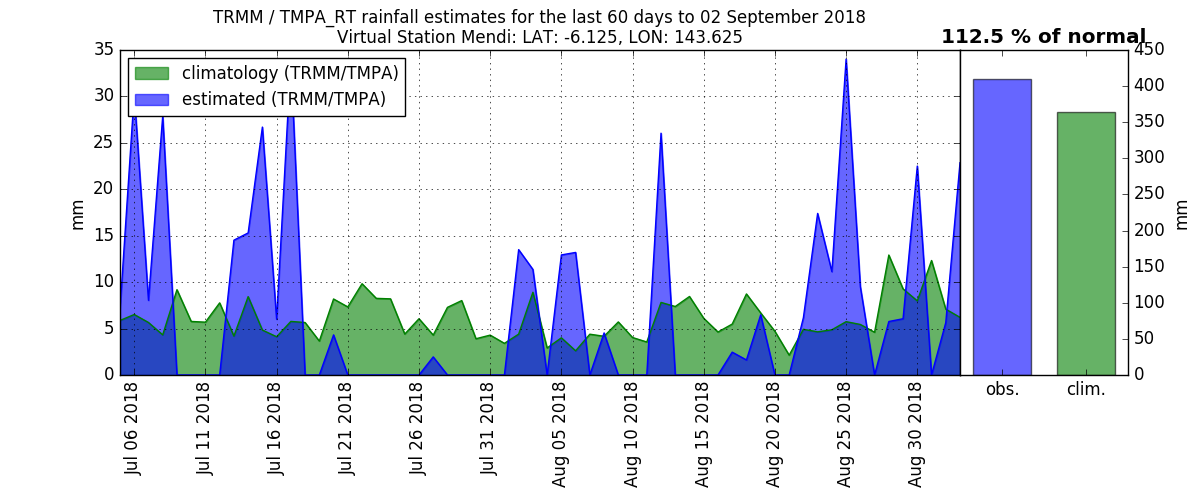 TRMM / TMPA_RT rainfall estimates for the last 60 days to 02 September 2018
Virtual Station Mendi: LAT: -6.125, LON: 143.625
112.5 % of normal
climatology (TRMM/TMPA)
estimated (TRMM/TMPA)
35
30
25
20
15
10
5
0
mm
Jul 06 2018
Jul 11 2018
Jul 16 2018
Jul 21 2018
Jul 26 2018
Jul 31 2018
Aug 05 2018
Aug 10 2018
Aug 15 2018
Aug 20 2018
Aug 25 2018
Aug 30 2018
450
400
350
300
250
200
150
100
50
0
mm
obs.
clim.